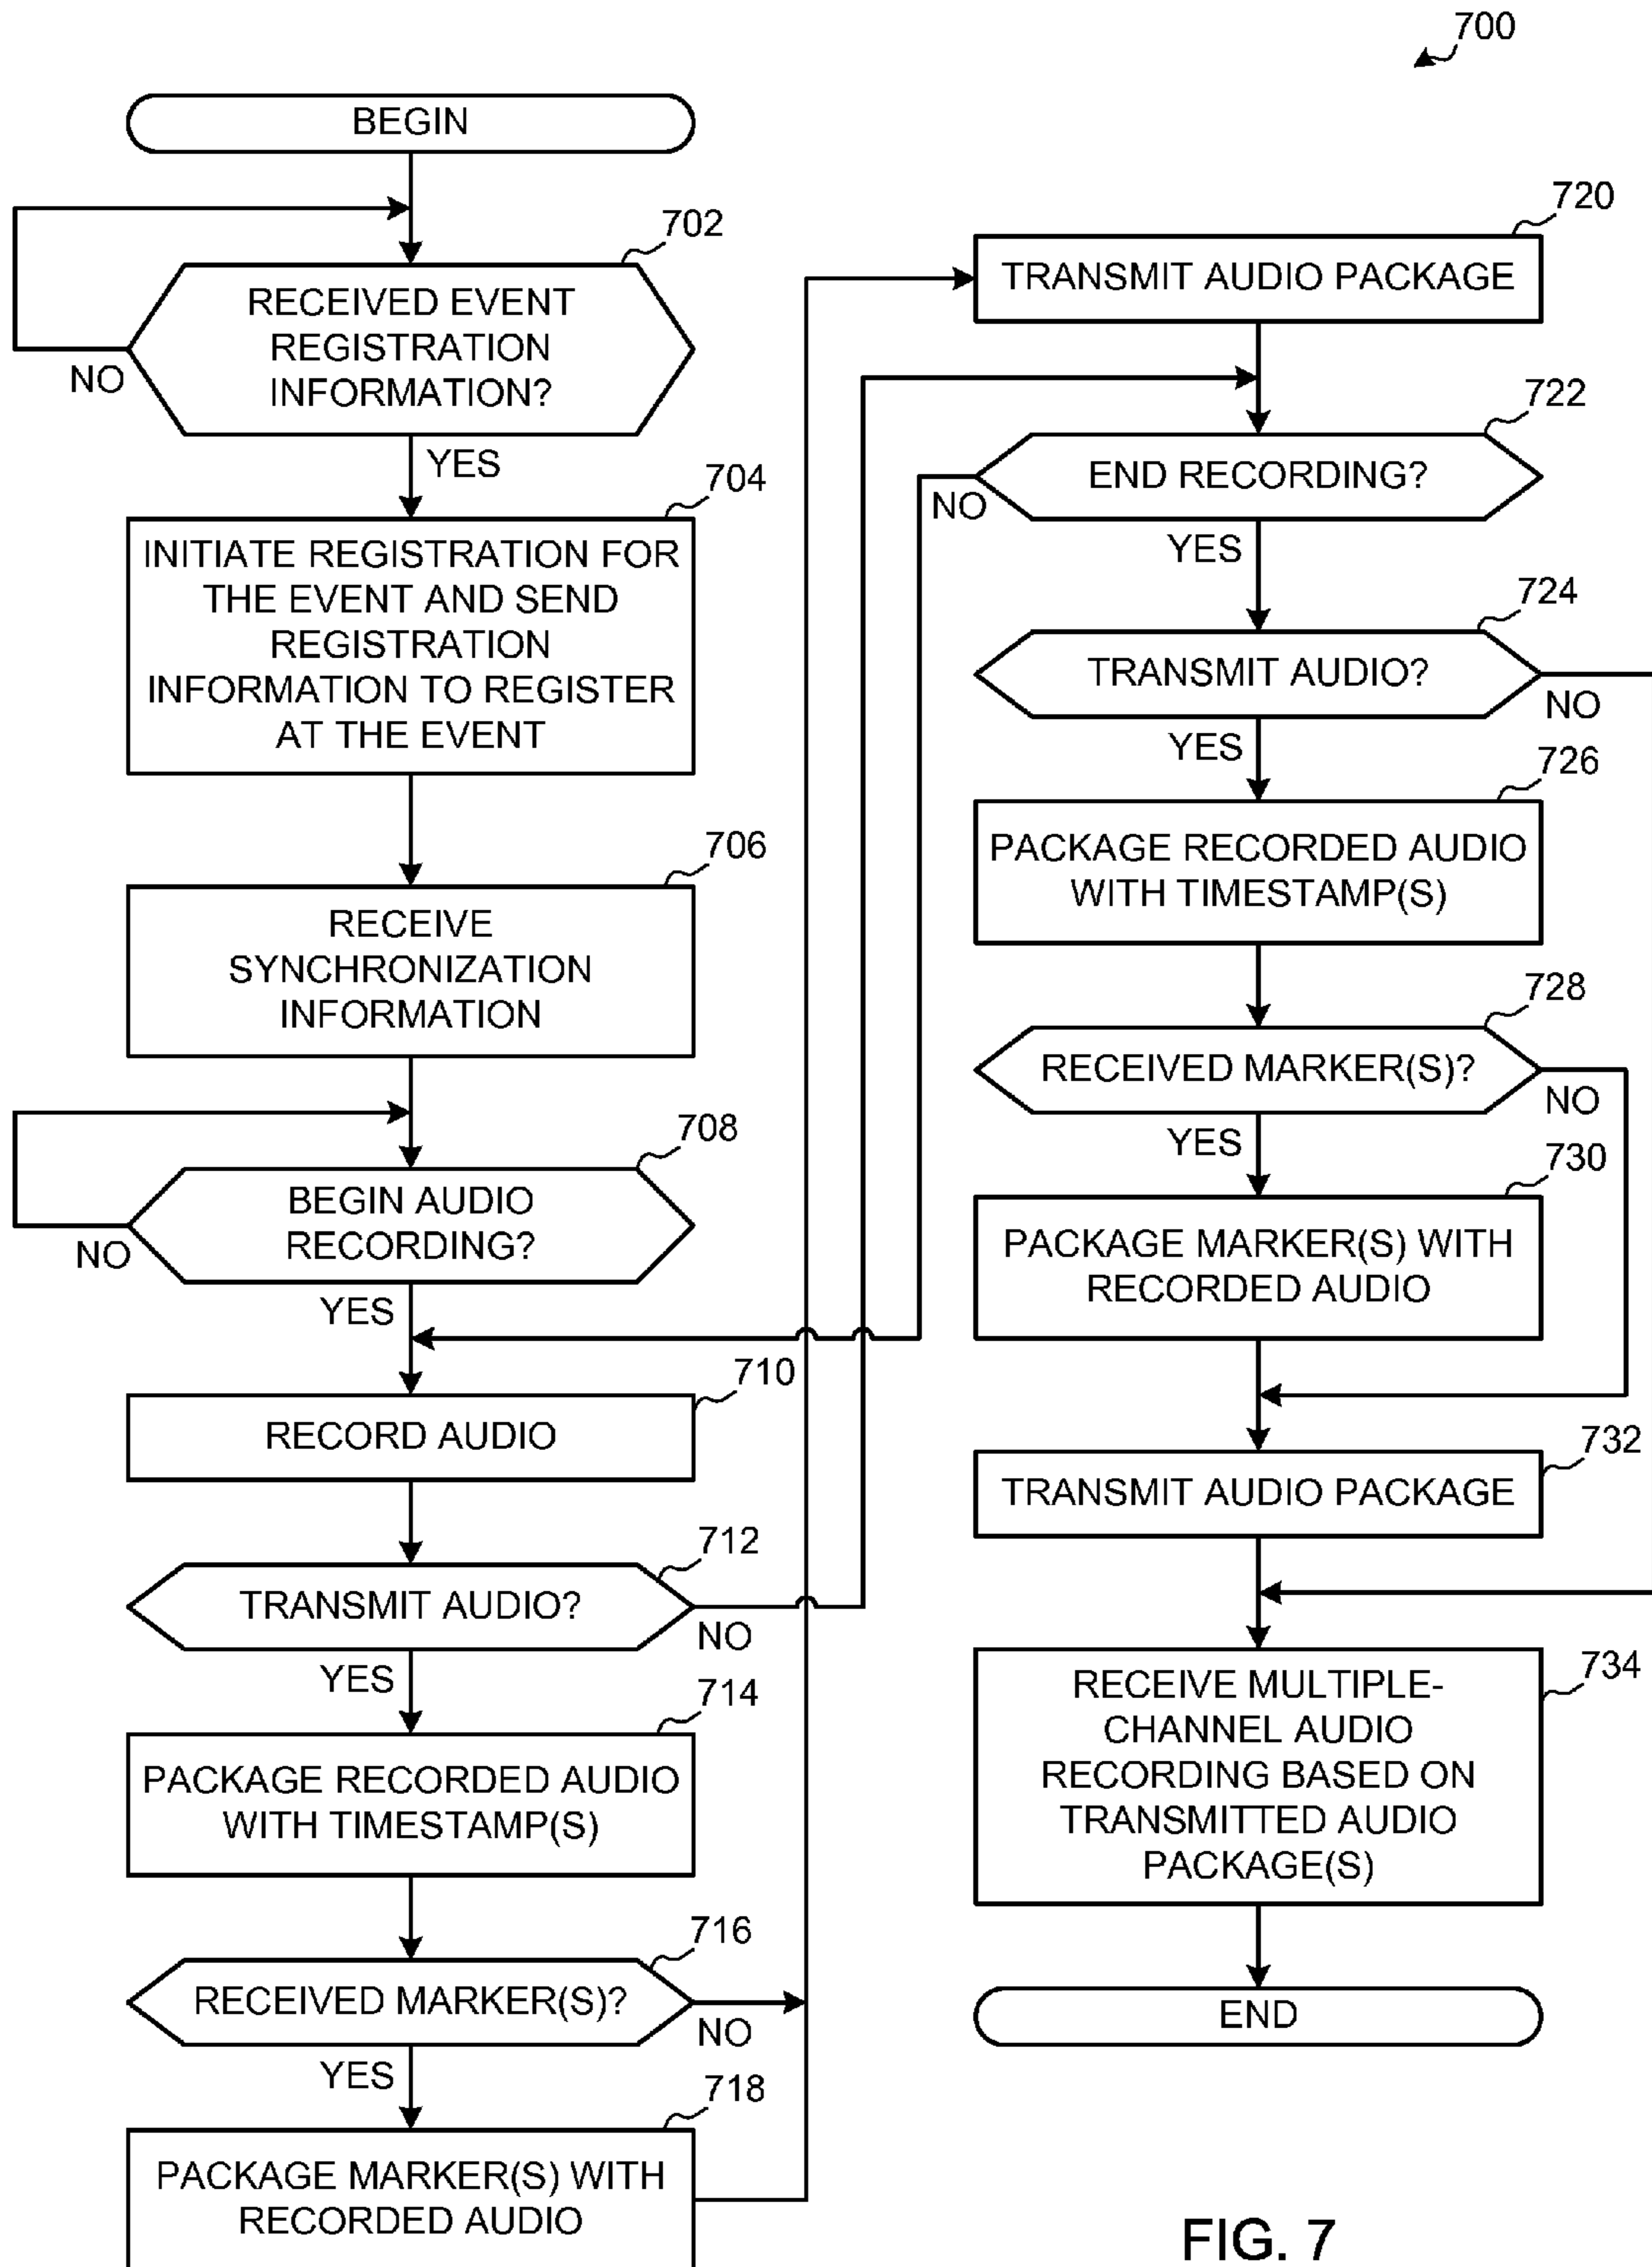 700
BEGIN
702
RECEIVED EVENT
REGISTRATION
INFORMATION?
NO
YES
704
INITIATE REGISTRATION FOR
THE EVENT AND SEND
REGISTRATION
INFORMATION TO REGISTER
AT THE EVENT
706
RECEIVE
SYNCHRONIZATION
INFORMATION
708
BEGIN AUDIO
RECORDING?
NO
YES
710
RECORD AUDIO
712
TRANSMIT AUDIO?
NO
YES
714
PACKAGE RECORDED AUDIO
WITH TIMESTAMP(S)
716
RECEIVED MARKER(S)?
NO
YES
718
PACKAGE MARKER(S) WITH
RECORDED AUDIO
720
TRANSMIT AUDIO PACKAGE
722
END RECORDING?
NO
YES
724
TRANSMIT AUDIO?
NO
YES
726
PACKAGE RECORDED AUDIO
WITH TIMESTAMP(S)
728
RECEIVED MARKER(S)?
NO
YES
730
PACKAGE MARKER(S) WITH
RECORDED AUDIO
732
TRANSMIT AUDIO PACKAGE
734
RECEIVE MULTIPLE-
CHANNEL AUDIO
RECORDING BASED ON
TRANSMITTED AUDIO
PACKAGE(S)
END
FIG. 7